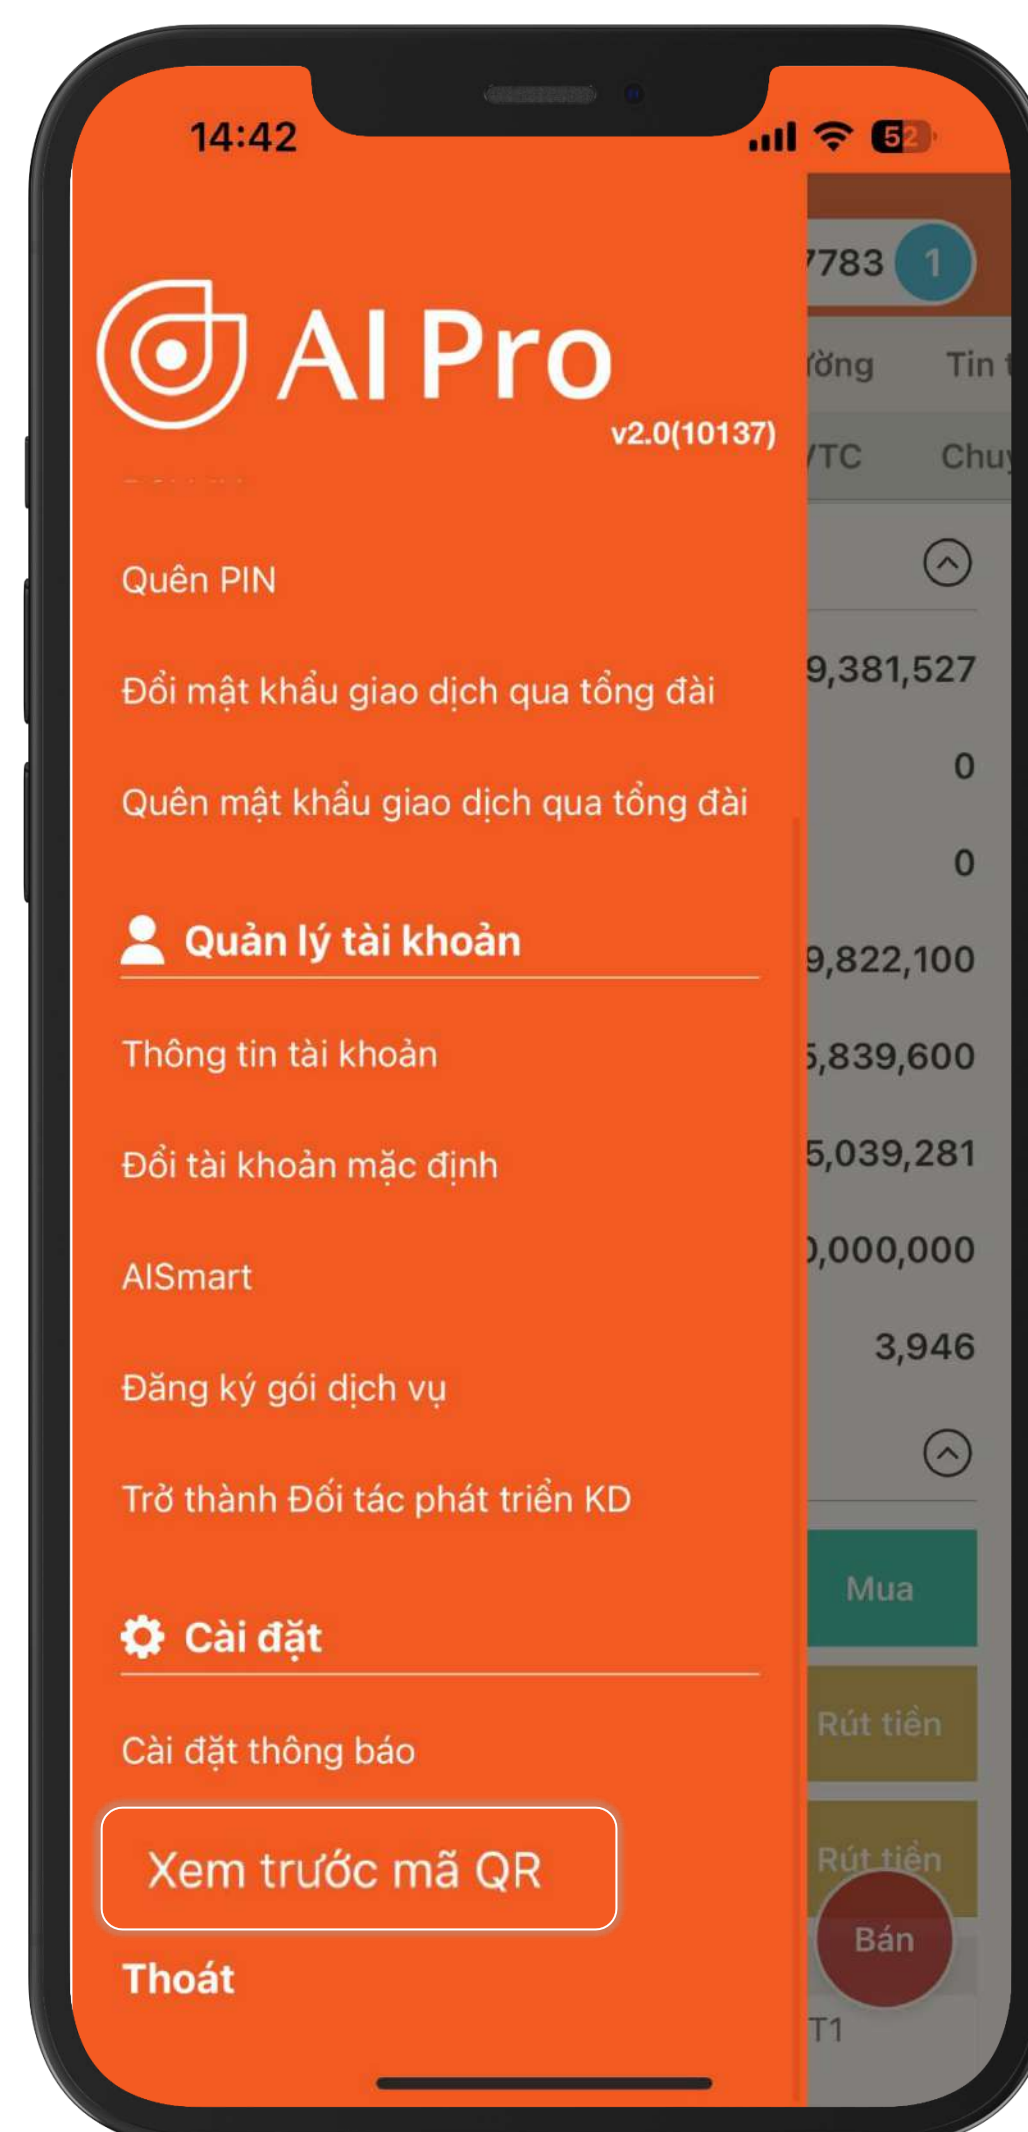 14:42
52
7783
1
AI Pro
v2.0(10137)
Tin
Quên PIN
Đổi mật khẩu giao dịch qua tổng đài
Quên mật khẩu giao dịch qua tổng đài
Quản lý tài khoản
Thông tin tài khoản
Đổi tài khoản mặc định
AISmart
Đăng ký gói dịch vụ
Trở thành Đối tác phát triển KD
Cài đặt
Cài đặt thông báo
Xem trước mã QR
Thoát
9,381,527
0
0
9,822,100
5,839,600
5,039,281
0,000,000
3,946
Mua
Rút tiền
Rút tiền
Bán
T1